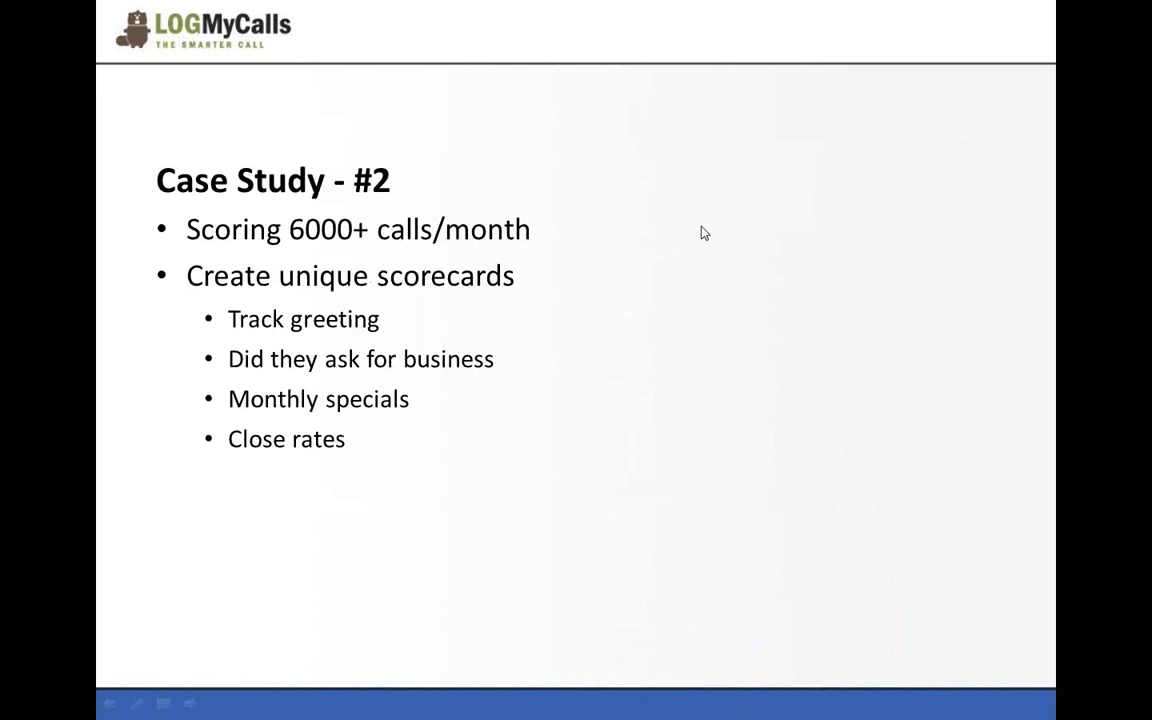 LOGMyCalls
THE SMARTER CALL
Case Study - #2
• Scoring 6000+ calls/month
• Create unique scorecards
• Track greeting
• Did they ask for business
• Monthly specials
• Close rates